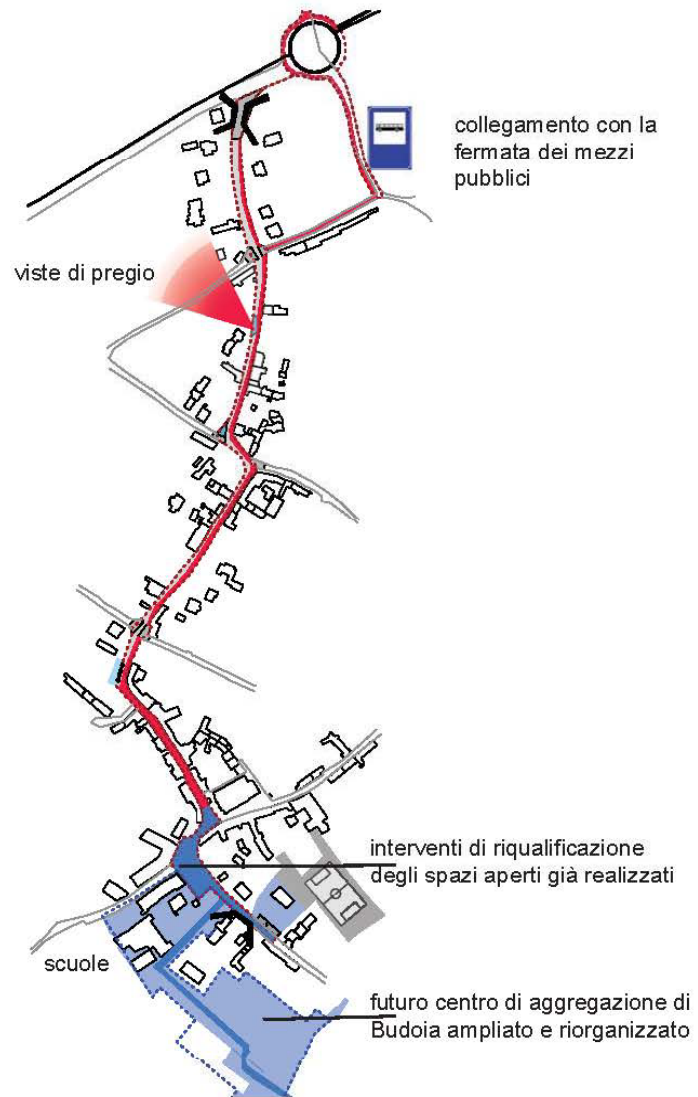 collegamento con la
fermata dei mezzi
pubblici
viste di pregio
interventi di riqualificazione
degli spazi aperti già realizzati
scuole
futuro centro di aggregazione di
Budoia ampliato e riorganizzato